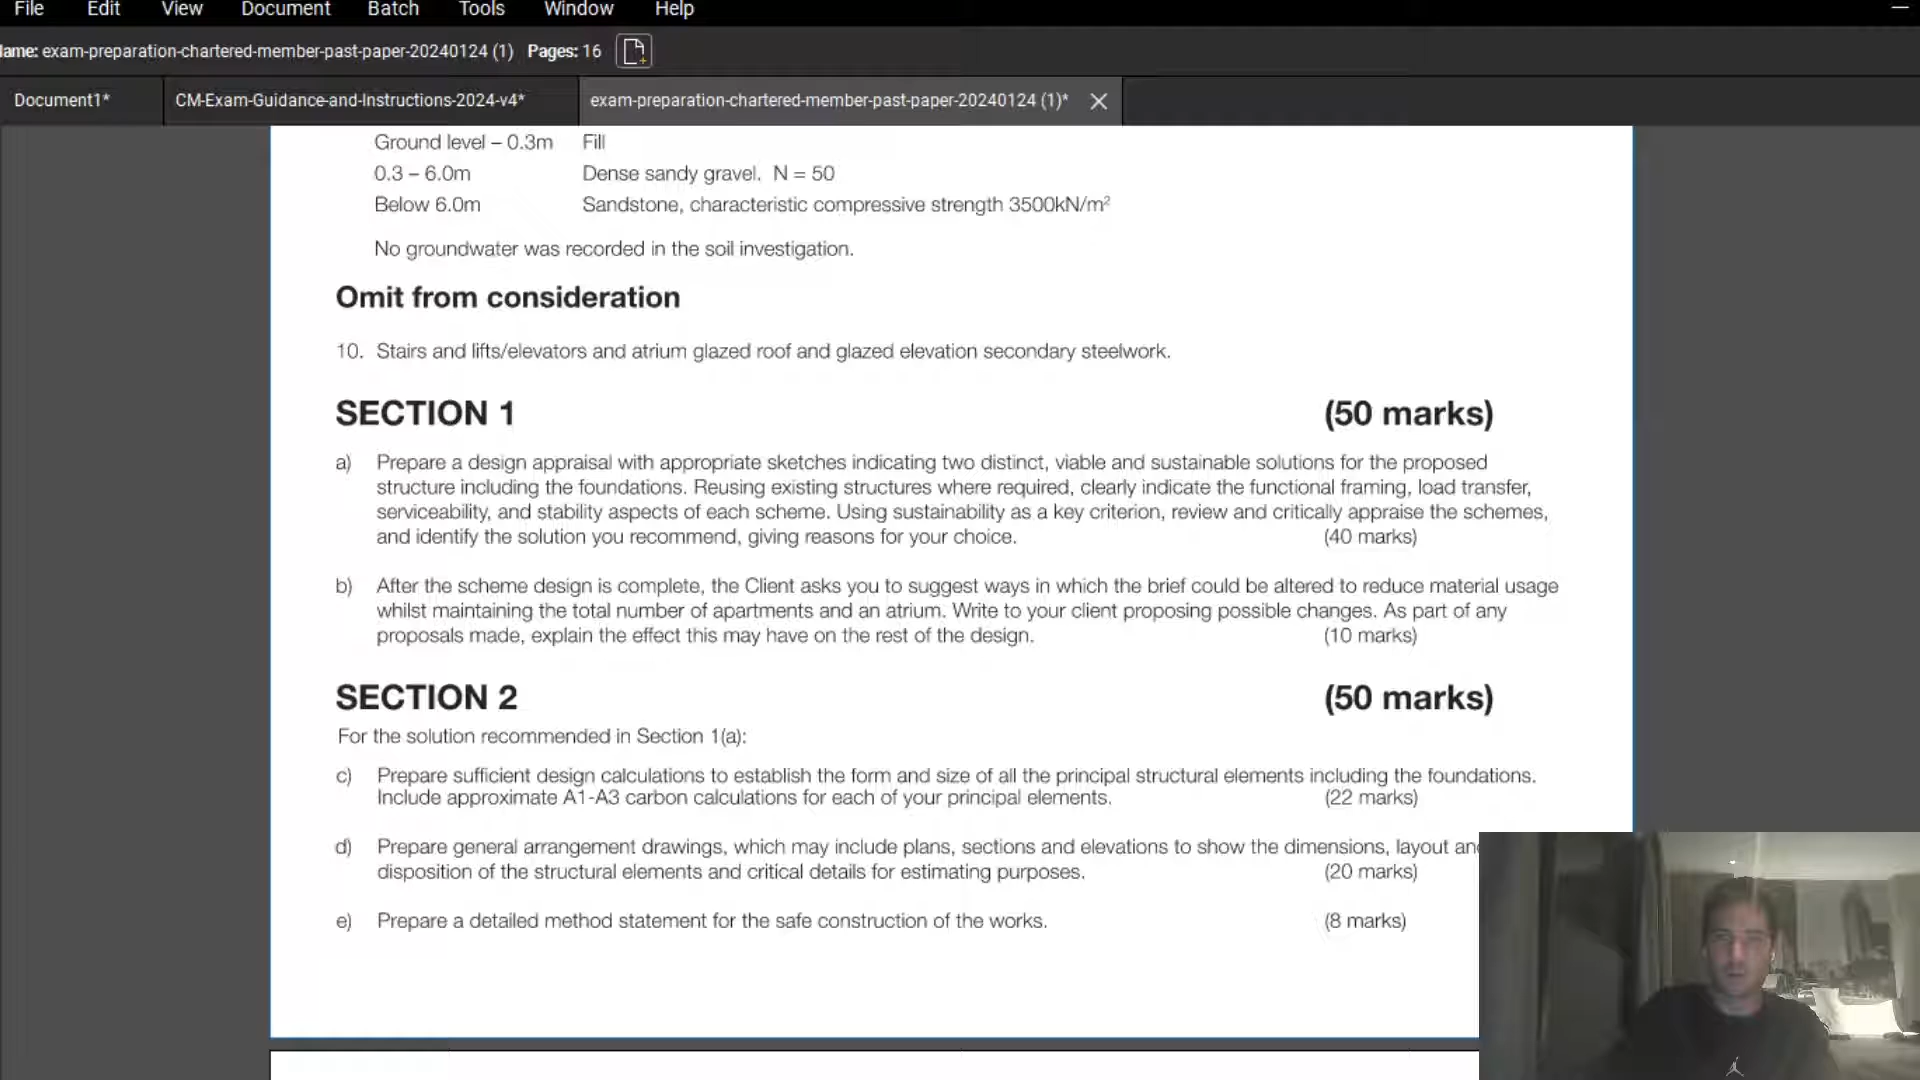 File Edit View Document Batch Tools Window Help
ame: exam-preparation-chartered-member-past-paper-20240124 (1) Pages: 16
Document1* CM-Exam-Guidance-and-Instructions-2024-v4* exam-preparation-chartered-member-past-paper-20240124 (1)*
Ground level – 0.3m Fill
0.3 – 6.0m Dense sandy gravel. N = 50
Below 6.0m Sandstone, characteristic compressive strength 3500kN/m²
No groundwater was recorded in the soil investigation.
Omit from consideration
10. Stairs and lifts/elevators and atrium glazed roof and glazed elevation secondary steelwork.
SECTION 1 (50 marks)
a) Prepare a design appraisal with appropriate sketches indicating two distinct, viable and sustainable solutions for the proposed
structure including the foundations. Reusing existing structures where required, clearly indicate the functional framing, load transfer,
serviceability, and stability aspects of each scheme. Using sustainability as a key criterion, review and critically appraise the schemes,
and identify the solution you recommend, giving reasons for your choice. (40 marks)
b) After the scheme design is complete, the Client asks you to suggest ways in which the brief could be altered to reduce material usage
whilst maintaining the total number of apartments and an atrium. Write to your client proposing possible changes. As part of any
proposals made, explain the effect this may have on the rest of the design. (10 marks)
SECTION 2 (50 marks)
For the solution recommended in Section 1(a):
c) Prepare sufficient design calculations to establish the form and size of all the principal structural elements including the foundations.
Include approximate A1-A3 carbon calculations for each of your principal elements. (22 marks)
d) Prepare general arrangement drawings, which may include plans, sections and elevations to show the dimensions, layout an
disposition of the structural elements and critical details for estimating purposes. (20 marks)
e) Prepare a detailed method statement for the safe construction of the works. (8 marks)